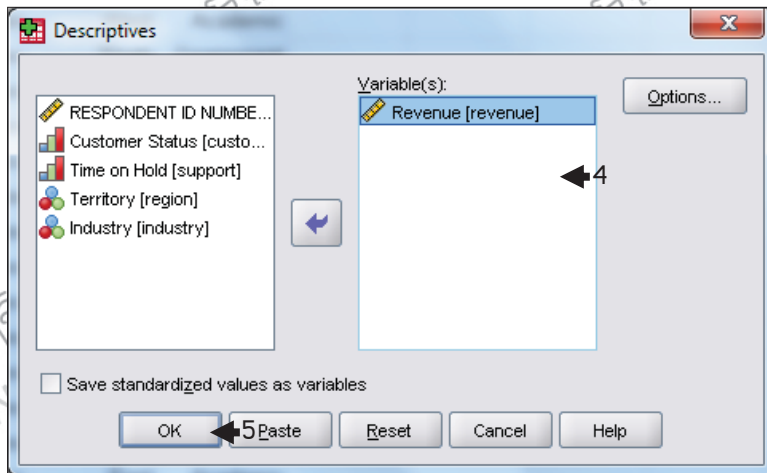 Descriptives
Variable(s):
RESPONDENT ID NUMBE...
Customer Status [custo...
Time on Hold [support]
Territory [region]
Industry [industry]
Revenue [revenue]
Options...
4
Save standardized values as variables
OK
5
Paste
Reset
Cancel
Help